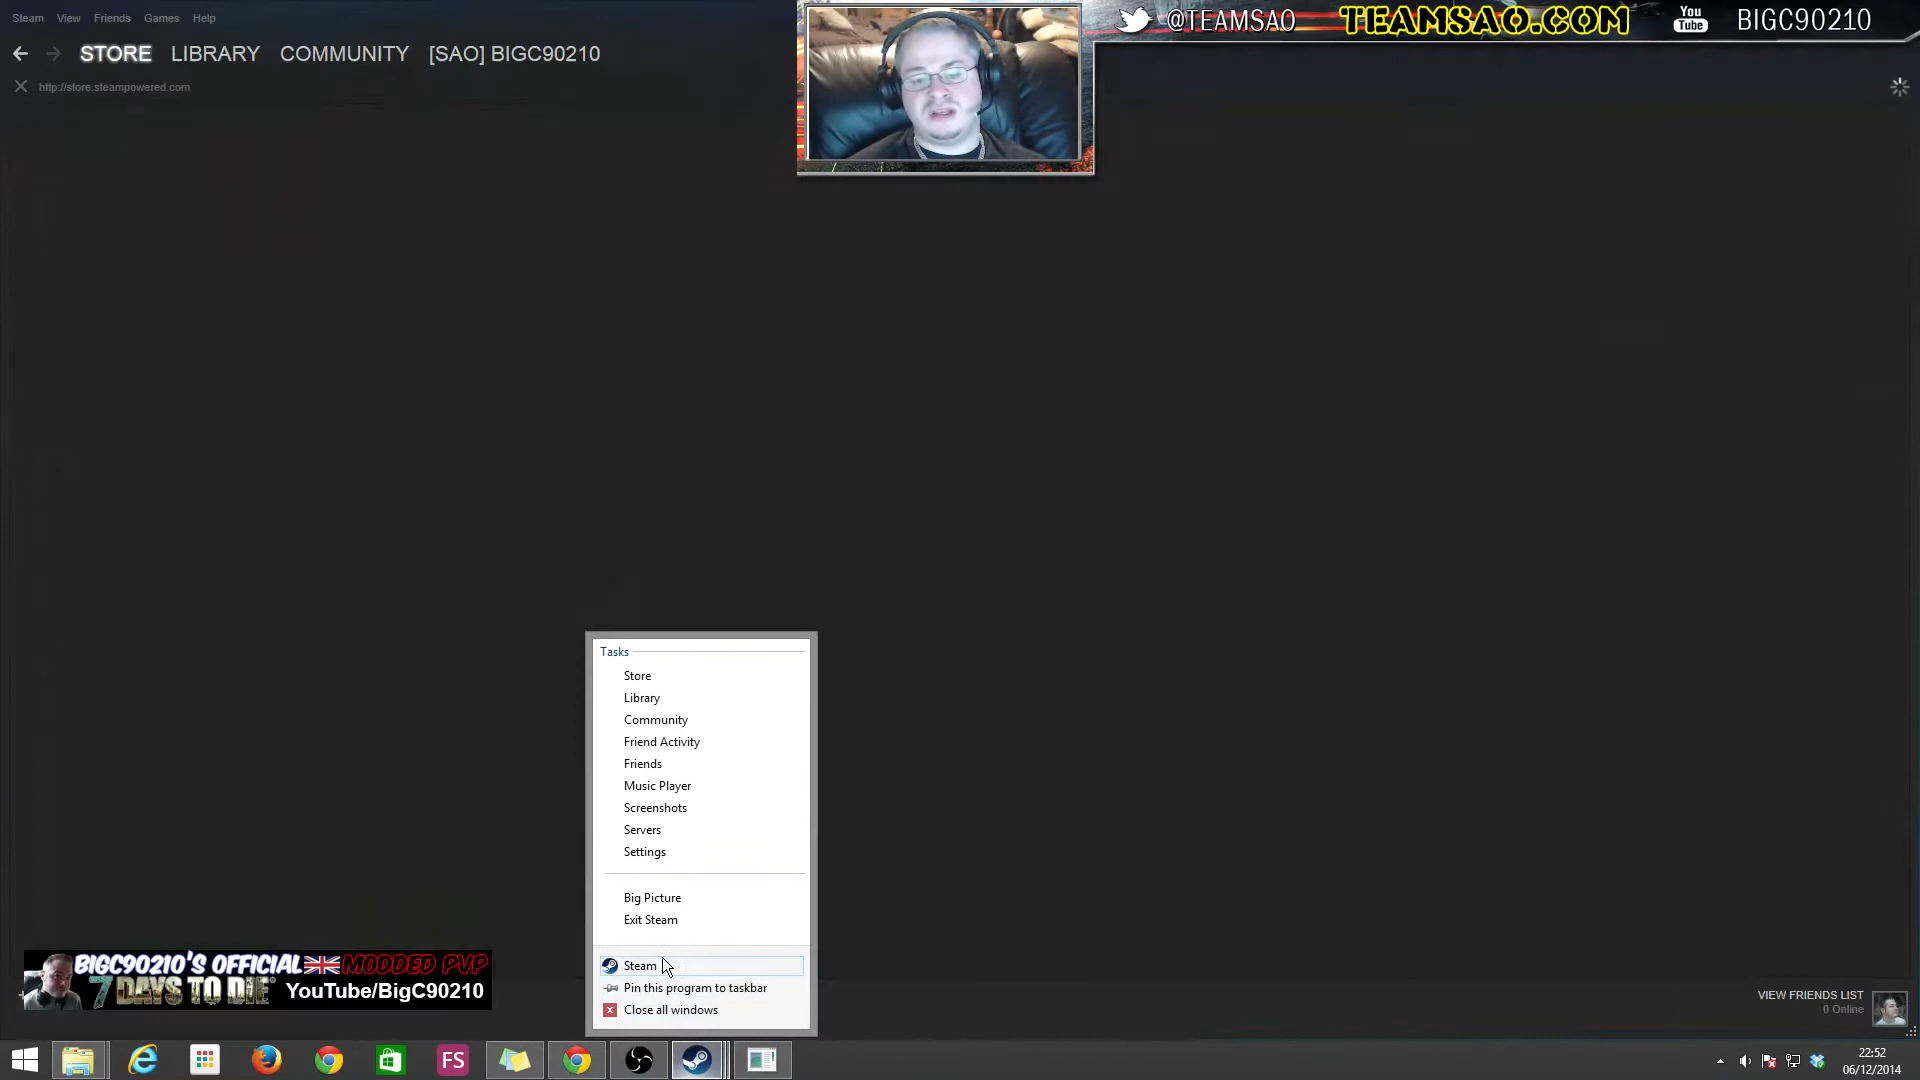 Steam View Friends Games Help
@TEAMSAO TEAMSAO.COM You Tube BIGC90210
STORE LIBRARY COMMUNITY [SAO] BIGC90210
http://store.steampowered.com
Tasks
Store
Library
Community
Friend Activity
Friends
Music Player
Screenshots
Servers
Settings
Big Picture
Exit Steam
Steam
Pin this program to taskbar
Close all windows
BIGC90210'S OFFICIAL MODDED PVP
7 DAYS TO DIE YouTube/BigC90210
VIEW FRIENDS LIST
0 Online
FS
22:52
06/12/2014